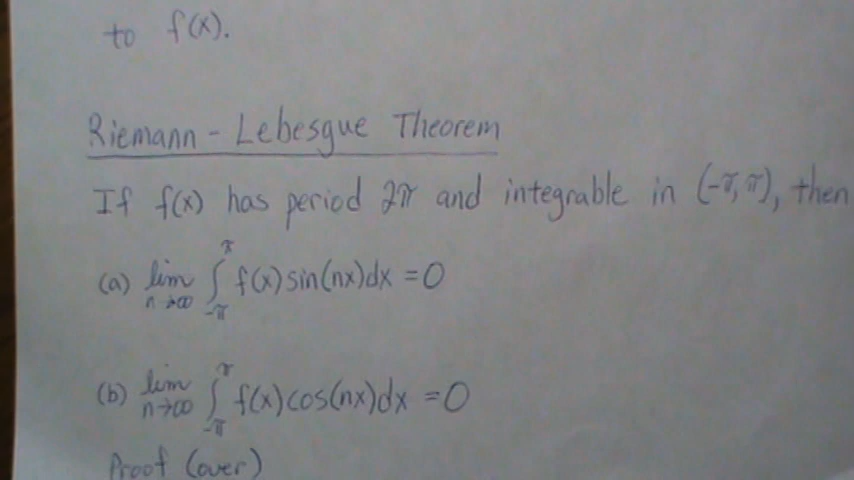 to f(x).
Riemann - Lebesgue Theorem
If f(x) has period 2π and integrable in (-π, π), then
(a) lim n→∞ ∫_{-π}^{π} f(x) sin(nx)dx = 0
(b) lim n→∞ ∫_{-π}^{π} f(x)cos(nx)dx = 0
Proof (over)